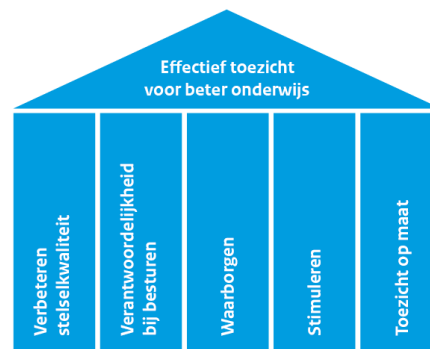 Effectief toezicht
voor beter onderwijs
Verbeteren
stelselkwaliteit
Verantwoordelijkheid
bij besturen
Waarborgen
Stimuleren
Toezicht op maat